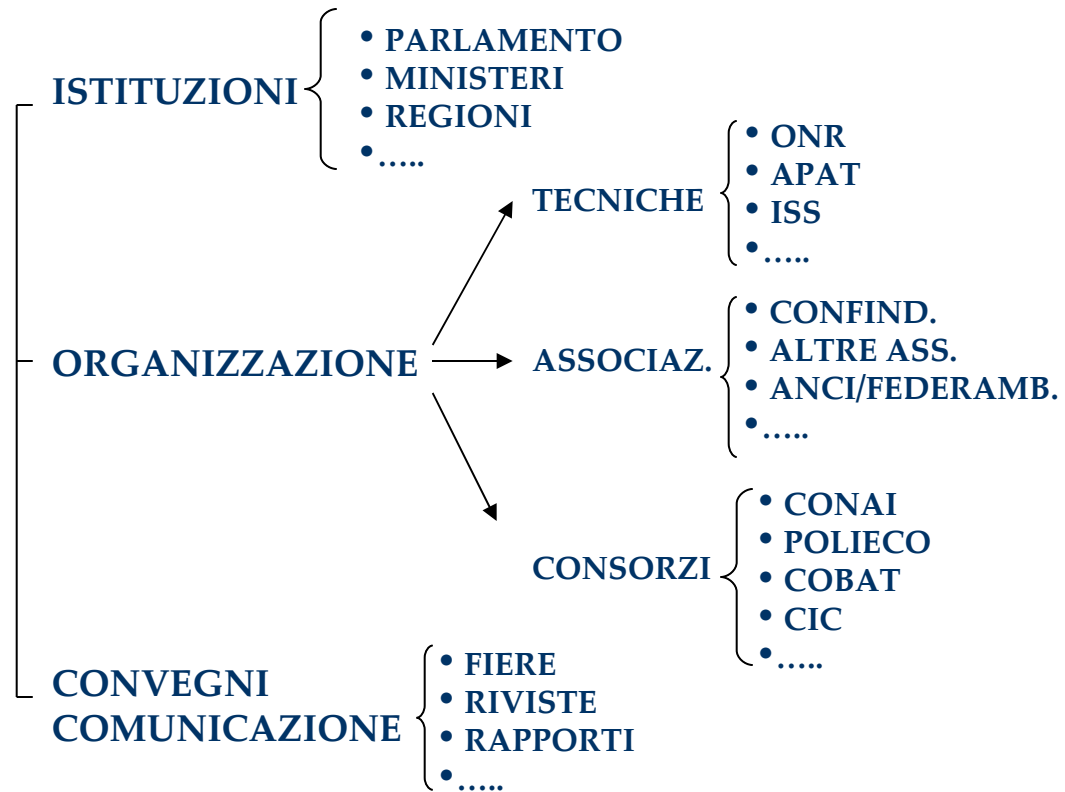 ISTITUZIONI
• PARLAMENTO
• MINISTERI
• REGIONI
• …..
ORGANIZZAZIONE
TECNICHE
• ONR
• APAT
• ISS
• …..
ASSOCIAZ.
• CONFIND.
• ALTRE ASS.
• ANCI/FEDERAMB.
• …..
CONSORZI
• CONAI
• POLIECO
• COBAT
• CIC
• …..
CONVEGNI
COMUNICAZIONE
• FIERE
• RIVISTE
• RAPPORTI
• …..